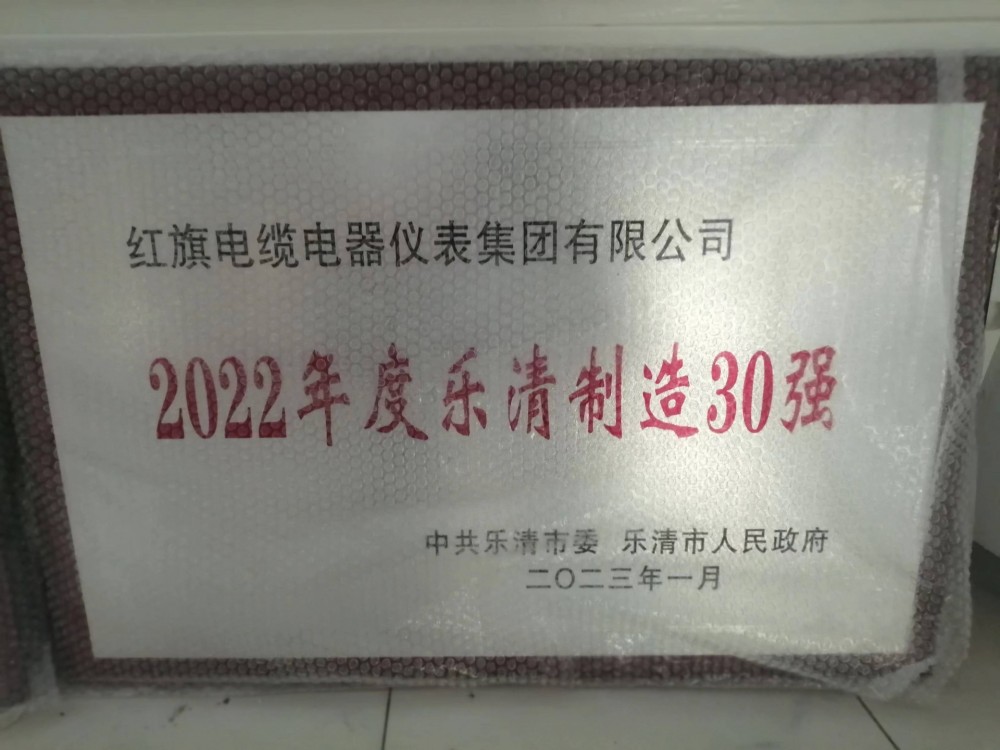 红旗电缆电器仪表集团有限公司
2022年度乐清制造30强
中共乐清市委 乐清市人民政府
二〇二三年一月